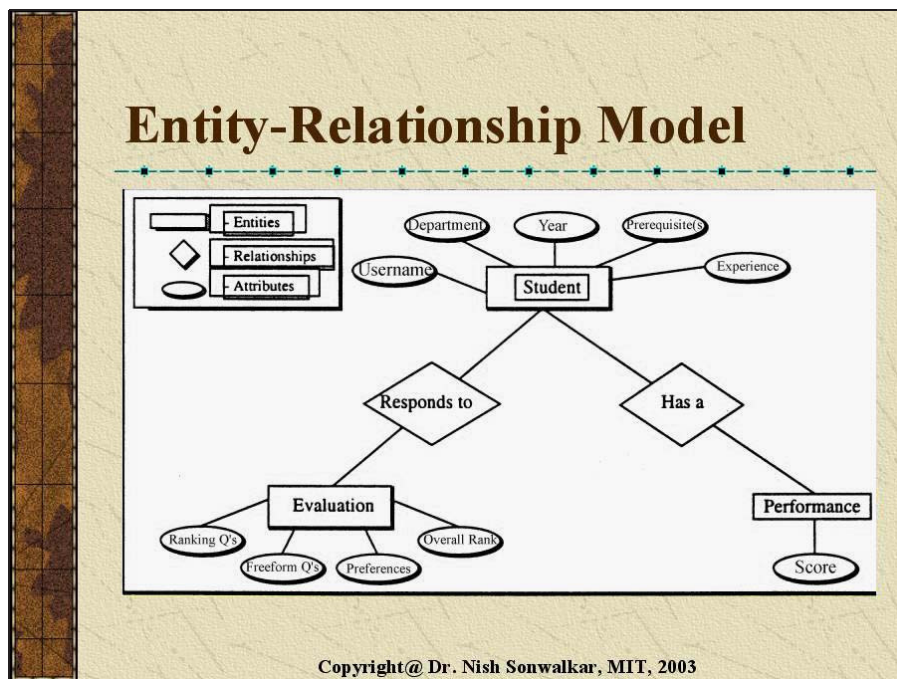 Entity-Relationship Model
- Entities
- Relationships
- Attributes
Department
Year
Prerequisite(s)
Username
Experience
Student
Responds to
Has a
Evaluation
Performance
Ranking Q's
Overall Rank
Freeform Q's
Preferences
Score
Copyright@ Dr. Nish Sonwalkar, MIT, 2003